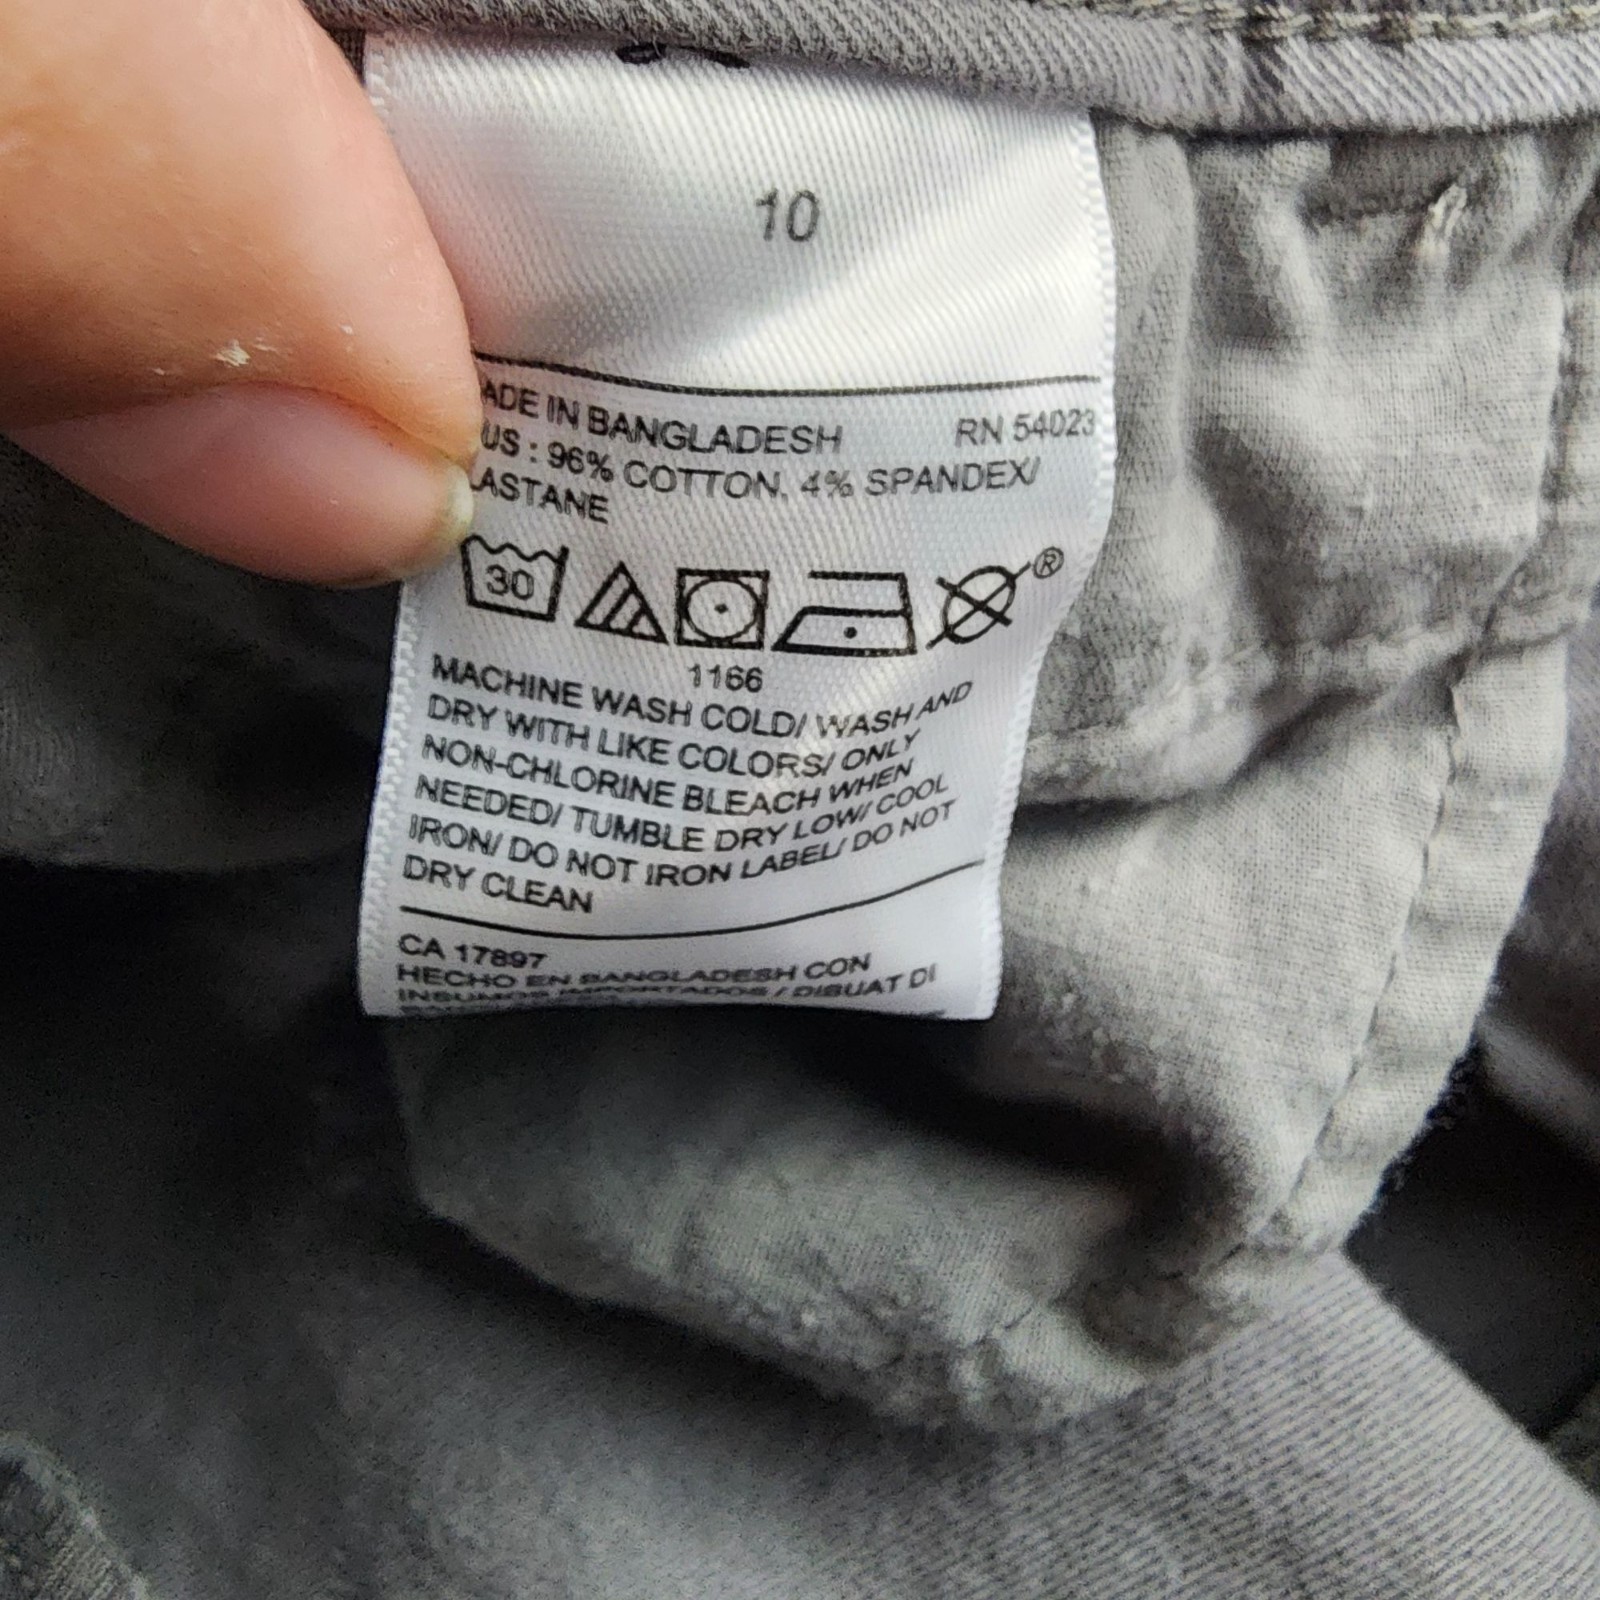 10
ADE IN BANGLADESH RN 54023
US : 96% COTTON, 4% SPANDEX/
LASTANE
30 ®
1166
MACHINE WASH COLD/ WASH AND
DRY WITH LIKE COLORS/ ONLY
NON-CHLORINE BLEACH WHEN
NEEDED/ TUMBLE DRY LOW/ COOL
IRON/ DO NOT IRON LABEL/ DO NOT
DRY CLEAN
CA 17897
HECHO EN BANGLADESH CON
INSUMOS IMPORTADOS / DIBUAT DI